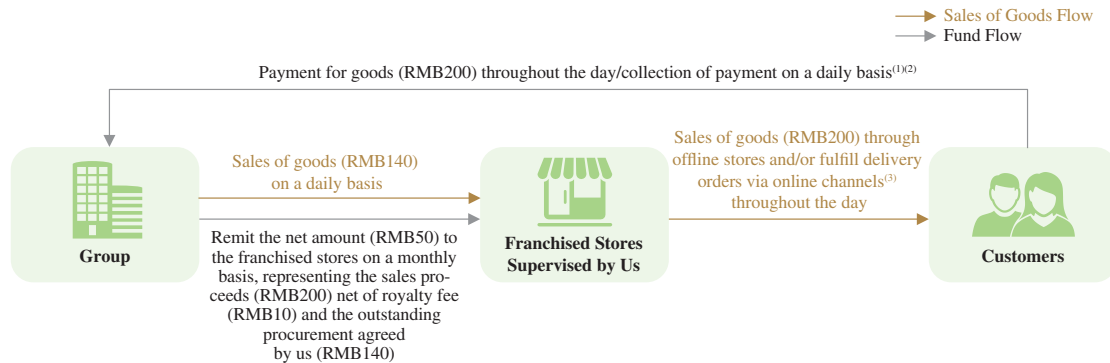 Sales of Goods Flow
Fund Flow
Payment for goods (RMB200) throughout the day/collection of payment on a daily basis(1)(2)
Sales of goods (RMB140)
on a daily basis
Sales of goods (RMB200) through
offline stores and/or fulfill delivery
orders via online channels(3)
throughout the day
Group
Remit the net amount (RMB50) to
the franchised stores on a monthly
basis, representing the sales pro-
ceeds (RMB200) net of royalty fee
(RMB10) and the outstanding
procurement agreed
by us (RMB140)
Franchised Stores
Supervised by Us
Customers